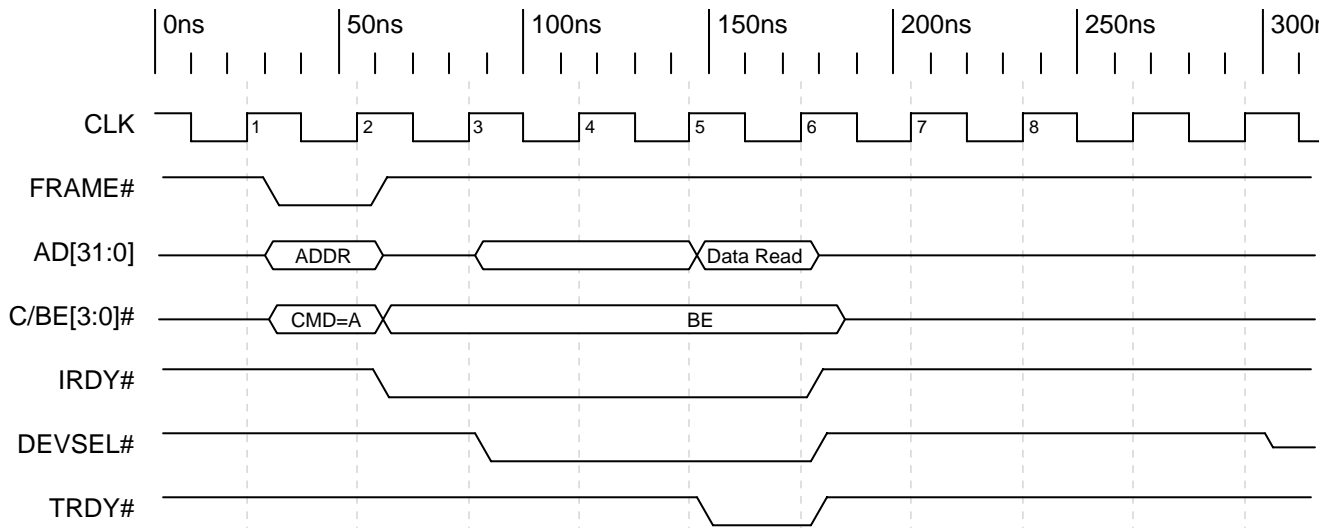 0ns 50ns 100ns 150ns 200ns 250ns 300n
CLK 1 2 3 4 5 6 7 8
FRAME#
AD[31:0] ADDR Data Read
C/BE[3:0]# CMD=A BE
IRDY#
DEVSEL#
TRDY#